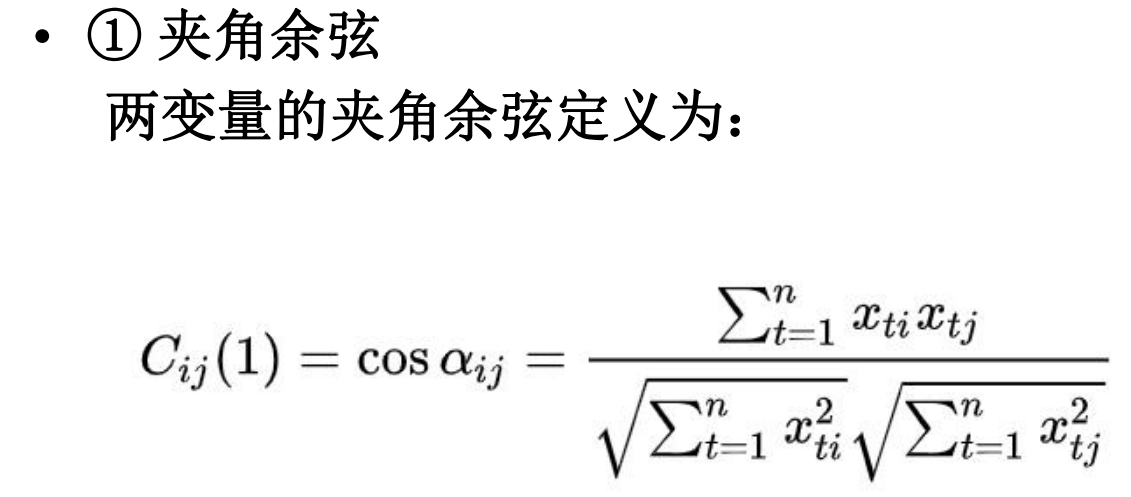 • ① 夹角余弦
两变量的夹角余弦定义为：
$C_{ij}(1) = \cos \alpha_{ij} = \frac{\sum_{t=1}^{n} x_{ti} x_{tj}}{\sqrt{\sum_{t=1}^{n} x_{ti}^{2}} \sqrt{\sum_{t=1}^{n} x_{tj}^{2}}}$